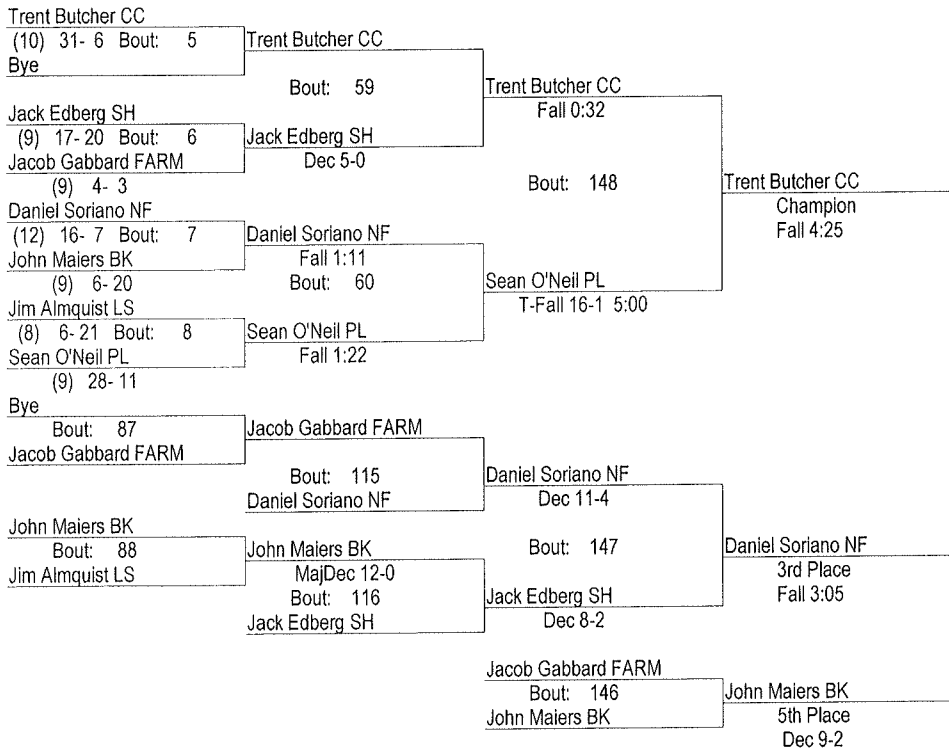 Trent Butcher CC
(10) 31- 6 Bout: 5
Bye
Trent Butcher CC
Bout: 59
Jack Edberg SH
(9) 17- 20 Bout: 6
Jacob Gabbard FARM
(9) 4- 3
Jack Edberg SH
Dec 5-0
Trent Butcher CC
Fall 0:32
Bout: 148
Daniel Soriano NF
(12) 16- 7 Bout: 7
John Maiers BK
(9) 6- 20
Daniel Soriano NF
Fall 1:11
Bout: 60
Jim Almquist LS
(8) 6- 21 Bout: 8
Sean O'Neil PL
(9) 28- 11
Sean O'Neil PL
Fall 1:22
Sean O'Neil PL
T-Fall 16-1 5:00
Trent Butcher CC
Champion
Fall 4:25
Bye
Bout: 87
Jacob Gabbard FARM
Jacob Gabbard FARM
Bout: 115
Daniel Soriano NF
Daniel Soriano NF
Dec 11-4
Bout: 147
John Maiers BK
Bout: 88
Jim Almquist LS
John Maiers BK
MajDec 12-0
Bout: 116
Jack Edberg SH
Jack Edberg SH
Dec 8-2
Daniel Soriano NF
3rd Place
Fall 3:05
Jacob Gabbard FARM
Bout: 146
John Maiers BK
John Maiers BK
5th Place
Dec 9-2